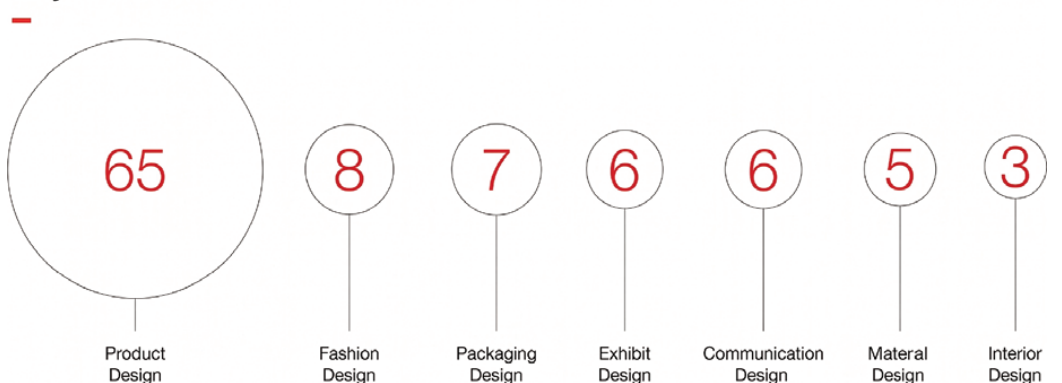 65
8
7
6
6
5
3
Product
Design
Fashion
Design
Packaging
Design
Exhibit
Design
Communication
Design
Materal
Design
Interior
Design